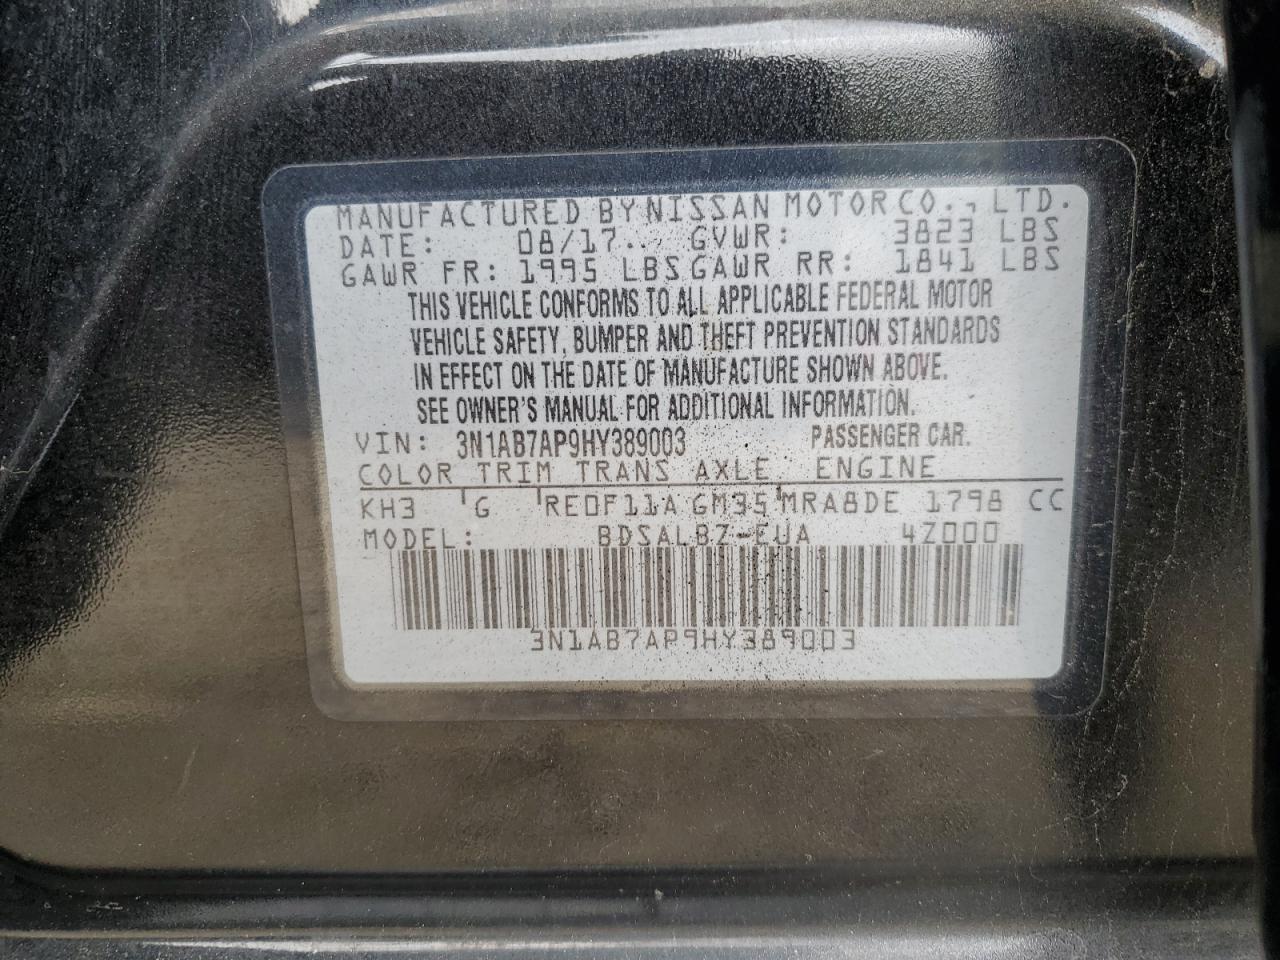 MANUFACTURED BY NISSAN MOTOR CO., LTD.
DATE: 08/17 GVWR: 3823 LBS
GAWR FR: 1995 LBS GAWR RR: 1841 LBS
THIS VEHICLE CONFORMS TO ALL APPLICABLE FEDERAL MOTOR
VEHICLE SAFETY, BUMPER AND THEFT PREVENTION STANDARDS
IN EFFECT ON THE DATE OF MANUFACTURE SHOWN ABOVE.
SEE OWNER'S MANUAL FOR ADDITIONAL INFORMATION.
VIN: 3N1AB7AP9HY389003 PASSENGER CAR.
COLOR TRIM TRANS AXLE ENGINE
KH3 G RE0F11A GM35 MRA8DE 1798 CC
MODEL: BDSALBZ-EUA 4Z000
3N1AB7AP9HY389003